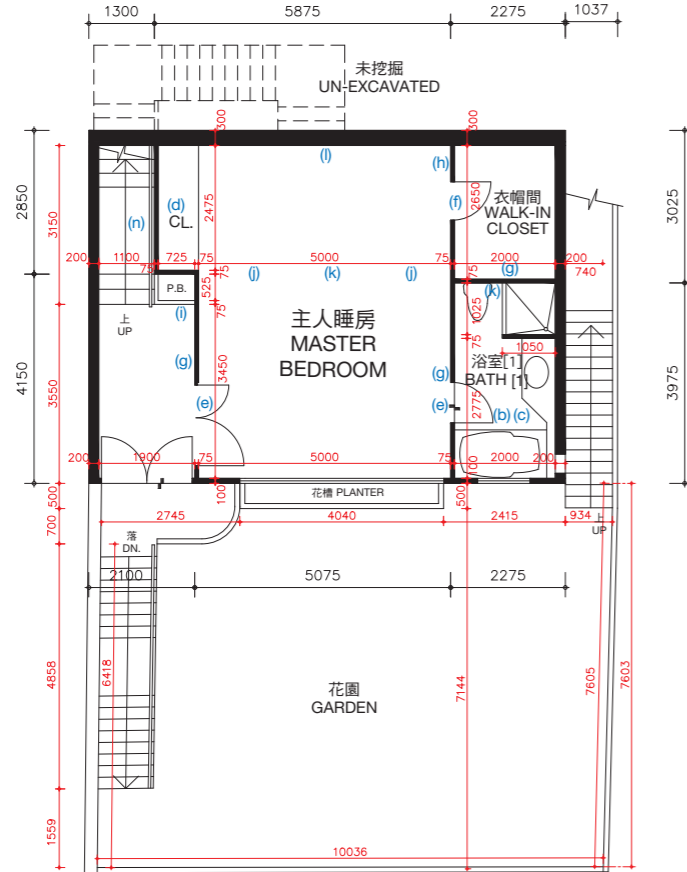 1300 5875 2275 1037
未挖掘
UN-EXCAVATED
300 300
(l) (h)
2850 3150 2475 (f) 2650 3025
(d)
CL.
衣帽間
WALK-IN
CLOSET
(n)
200 1100 725 75 5000 75 2000 200
75 75 (j) (k) (j) 75 (g) 740
P.B. 525 (k)
上
UP
(i) 75 1025
主人睡房
MASTER
BEDROOM
75 1050
浴室[1]
BATH [1]
4150 3550 (g) 3450 (g) 3975
(e) (e) 2775 (b) (c)
200 1900 75 5000 75 2000 200
500 100 花槽 PLANTER 500 100
700 2745 4040 2415 934
落
DN.
上
UP
2100 5075 2275
4858 6418 7144 7605 7603
花園
GARDEN
1559
10036